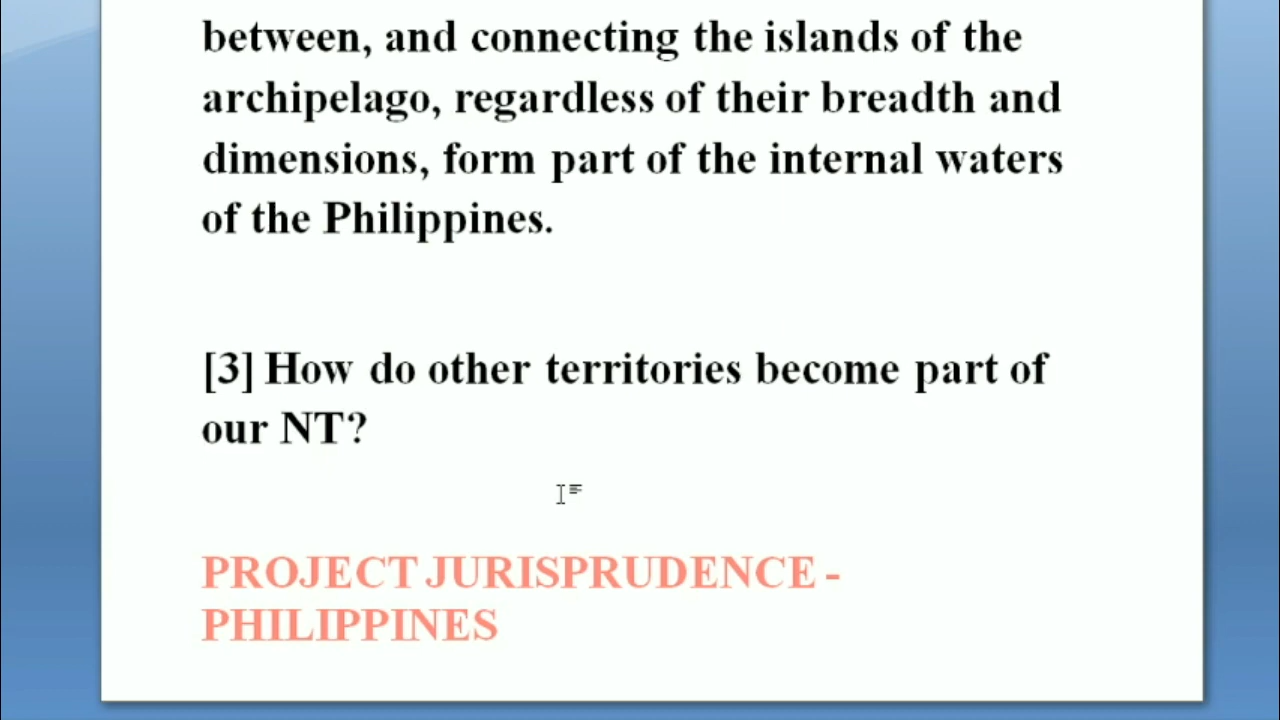 between, and connecting the islands of the
archipelago, regardless of their breadth and
dimensions, form part of the internal waters
of the Philippines.
[3] How do other territories become part of
our NT?
PROJECT JURISPRUDENCE -
PHILIPPINES